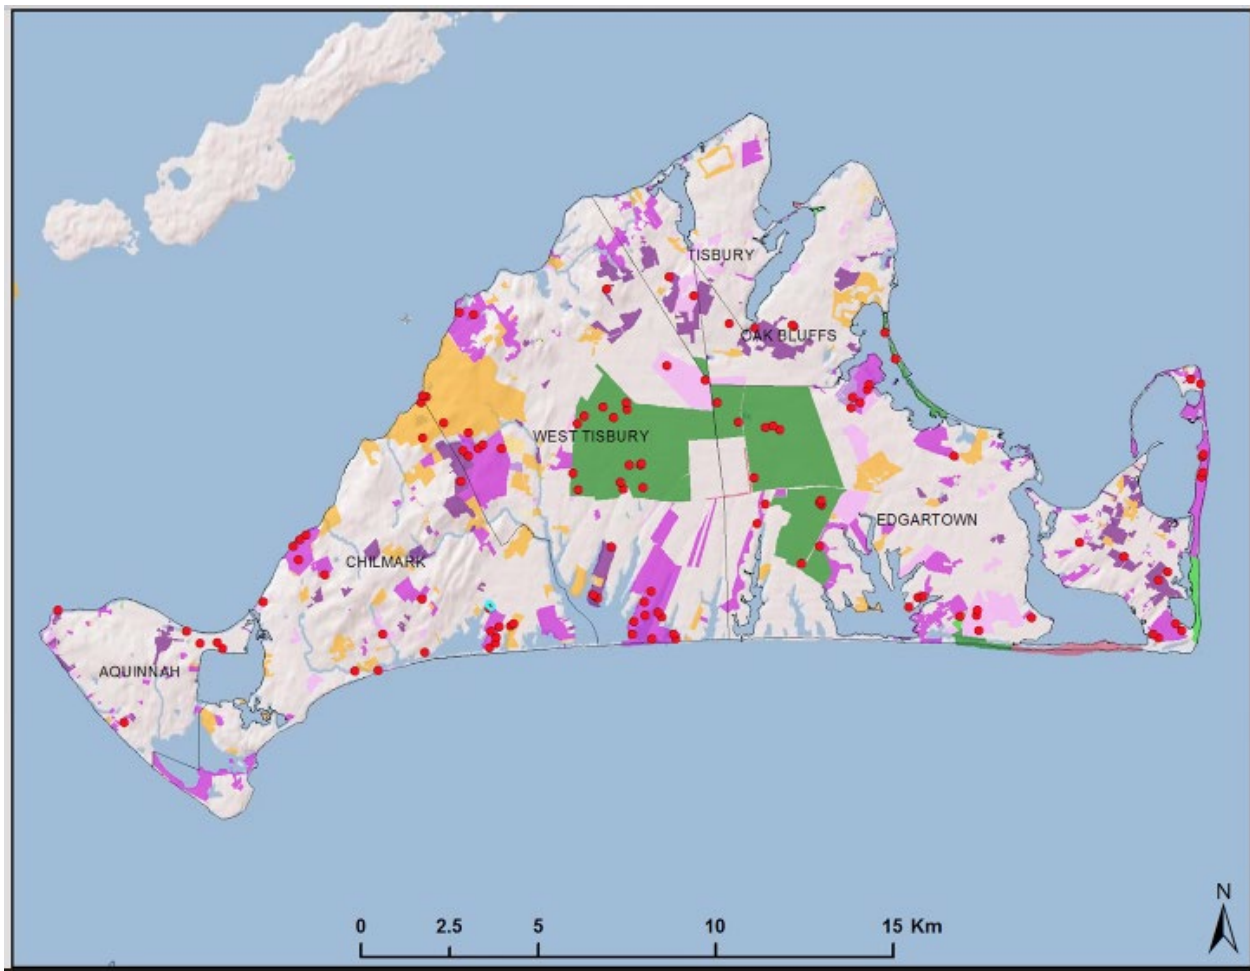 TISBURY
OAK BLUFFS
WEST TISBURY
EDGARTOWN
CHILMARK
AQUINNAH
N
0 2.5 5 10 15 Km